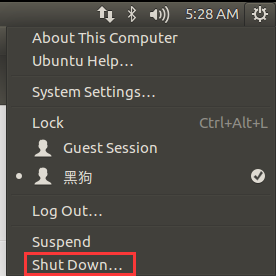 5:28 AM
About This Computer
Ubuntu Help…
System Settings…
Lock Ctrl+Alt+L
Guest Session
黑狗
Log Out…
Suspend
Shut Down…